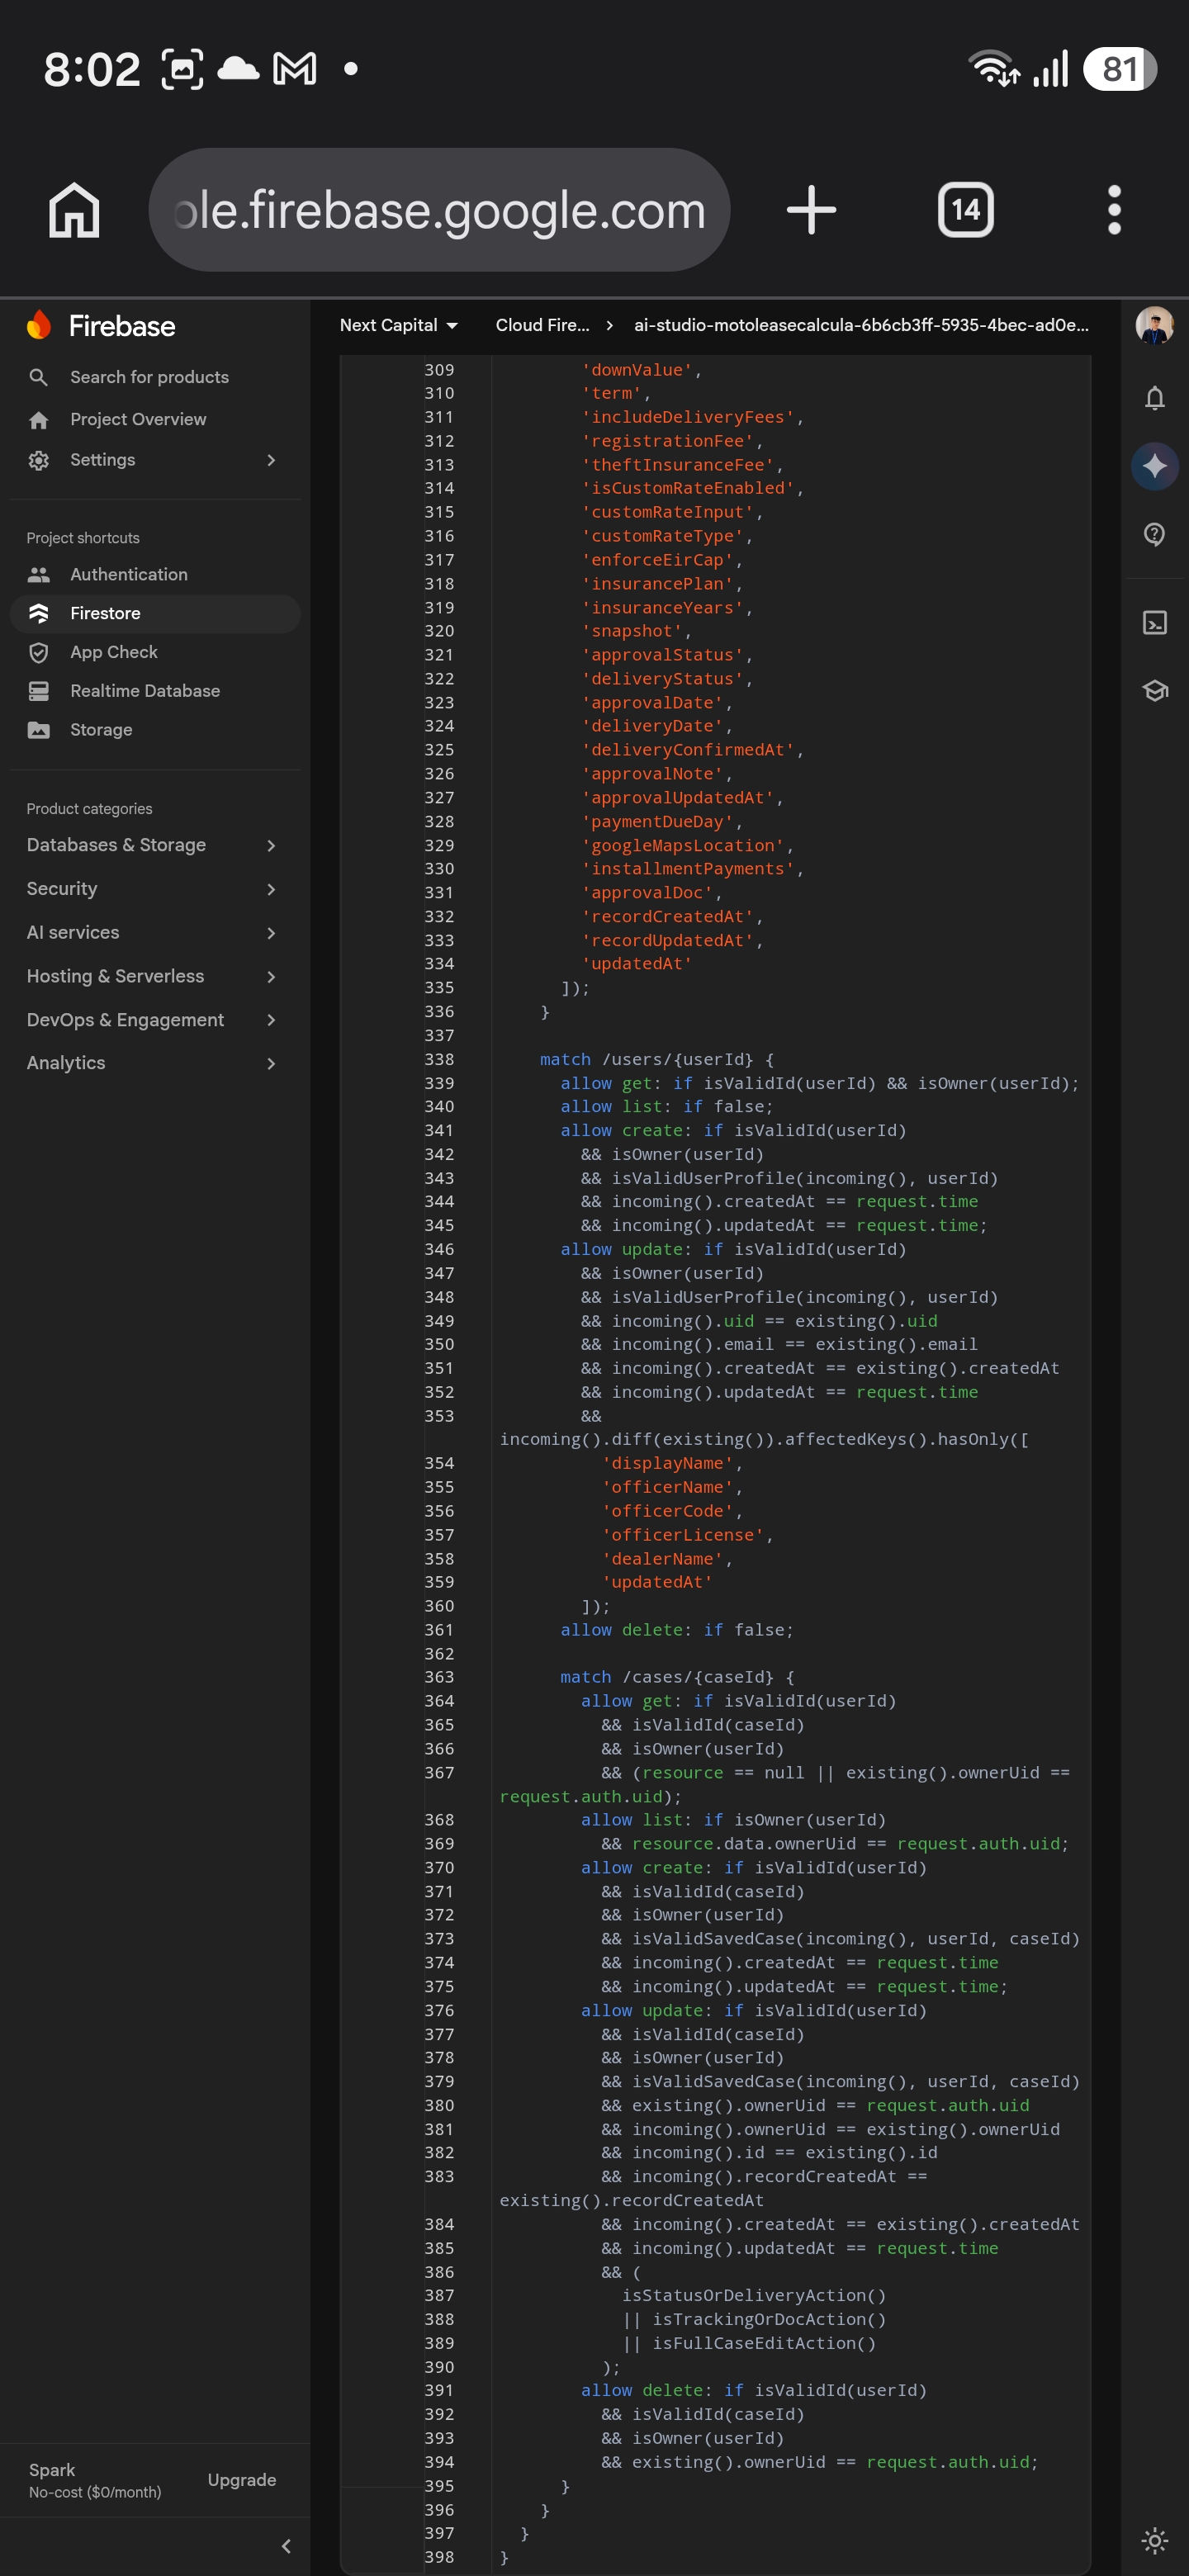 8:02
81
ole.firebase.google.com
14
Firebase
Next Capital
Cloud Fire...
ai-studio-motoleasecalcula-6b6cb3ff-5935-4bec-ad0e...
Search for products
Project Overview
Settings
Project shortcuts
Authentication
Firestore
App Check
Realtime Database
Storage
Product categories
Databases & Storage
Security
AI services
Hosting & Serverless
DevOps & Engagement
Analytics
Spark
No-cost ($0/month)
Upgrade
309 'downValue',
310 'term',
311 'includeDeliveryFees',
312 'registrationFee',
313 'theftInsuranceFee',
314 'isCustomRateEnabled',
315 'customRateInput',
316 'customRateType',
317 'enforceEirCap',
318 'insurancePlan',
319 'insuranceYears',
320 'snapshot',
321 'approvalStatus',
322 'deliveryStatus',
323 'approvalDate',
324 'deliveryDate',
325 'deliveryConfirmedAt',
326 'approvalNote',
327 'approvalUpdatedAt',
328 'paymentDueDay',
329 'googleMapsLocation',
330 'installmentPayments',
331 'approvalDoc',
332 'recordCreatedAt',
333 'recordUpdatedAt',
334 'updatedAt'
335 ]);
336 }
337
338 match /users/{userId} {
339 allow get: if isValidId(userId) && isOwner(userId);
340 allow list: if false;
341 allow create: if isValidId(userId)
342 && isOwner(userId)
343 && isValidUserProfile(incoming(), userId)
344 && incoming().createdAt == request.time
345 && incoming().updatedAt == request.time;
346 allow update: if isValidId(userId)
347 && isOwner(userId)
348 && isValidUserProfile(incoming(), userId)
349 && incoming().uid == existing().uid
350 && incoming().email == existing().email
351 && incoming().createdAt == existing().createdAt
352 && incoming().updatedAt == request.time
353 &&
incoming().diff(existing()).affectedKeys().hasOnly([
354 'displayName',
355 'officerName',
356 'officerCode',
357 'officerLicense',
358 'dealerName',
359 'updatedAt'
360 ]);
361 allow delete: if false;
362
363 match /cases/{caseId} {
364 allow get: if isValidId(userId)
365 && isValidId(caseId)
366 && isOwner(userId)
367 && (resource == null || existing().ownerUid ==
request.auth.uid);
368 allow list: if isOwner(userId)
369 && resource.data.ownerUid == request.auth.uid;
370 allow create: if isValidId(userId)
371 && isValidId(caseId)
372 && isOwner(userId)
373 && isValidSavedCase(incoming(), userId, caseId)
374 && incoming().createdAt == request.time
375 && incoming().updatedAt == request.time;
376 allow update: if isValidId(userId)
377 && isValidId(caseId)
378 && isOwner(userId)
379 && isValidSavedCase(incoming(), userId, caseId)
380 && existing().ownerUid == request.auth.uid
381 && incoming().ownerUid == existing().ownerUid
382 && incoming().id == existing().id
383 && incoming().recordCreatedAt ==
existing().recordCreatedAt
384 && incoming().createdAt == existing().createdAt
385 && incoming().updatedAt == request.time
386 && (
387 isStatusOrDeliveryAction()
388 || isTrackingOrDocAction()
389 || isFullCaseEditAction()
390 );
391 allow delete: if isValidId(userId)
392 && isValidId(caseId)
393 && isOwner(userId)
394 && existing().ownerUid == request.auth.uid;
395 }
396 }
397 }
398 }